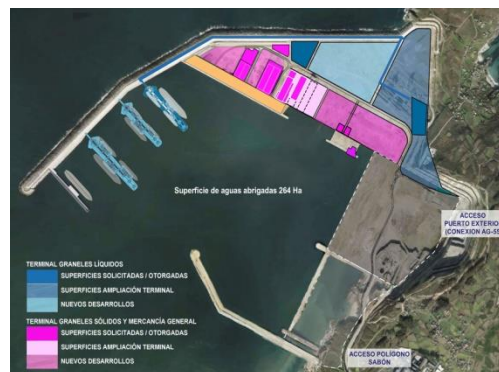 Superficie de aguas abrigadas 264 Ha
ACCESO
PUERTO EXTERIOR
(CONEXION AG-55)
TERMINAL GRANELES LÍQUIDOS
SUPERFICIES SOLICITADAS / OTORGADAS
SUPERFICIES AMPLIACIÓN TERMINAL
NUEVOS DESARROLLOS
TERMINAL GRANELES SÓLIDOS Y MERCANCÍA GENERAL
SUPERFICIES SOLICITADAS / OTORGADAS
SUPERFICIES AMPLIACIÓN TERMINAL
NUEVOS DESARROLLOS
ACCESO POLÍGONO
SABÓN